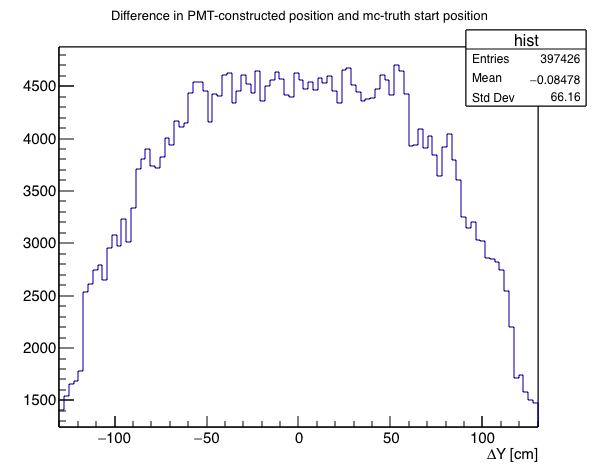 Difference in PMT-constructed position and mc-truth start position
hist
Entries 397426
Mean −0.08478
Std Dev 66.16
4500
4000
3500
3000
2500
2000
1500
−100 −50 0 50 100
ΔY [cm]